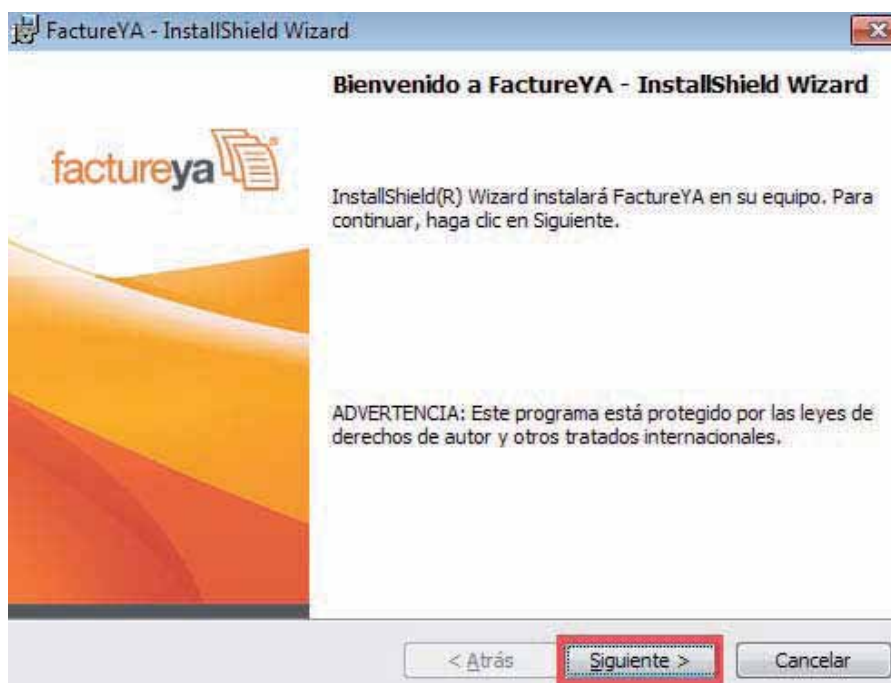 FactureYA - InstallShield Wizard
Bienvenido a FactureYA - InstallShield Wizard
factureya
InstallShield(R) Wizard instalará FactureYA en su equipo. Para
continuar, haga clic en Siguiente.
ADVERTENCIA: Este programa está protegido por las leyes de
derechos de autor y otros tratados internacionales.
< Atrás
Siguiente >
Cancelar